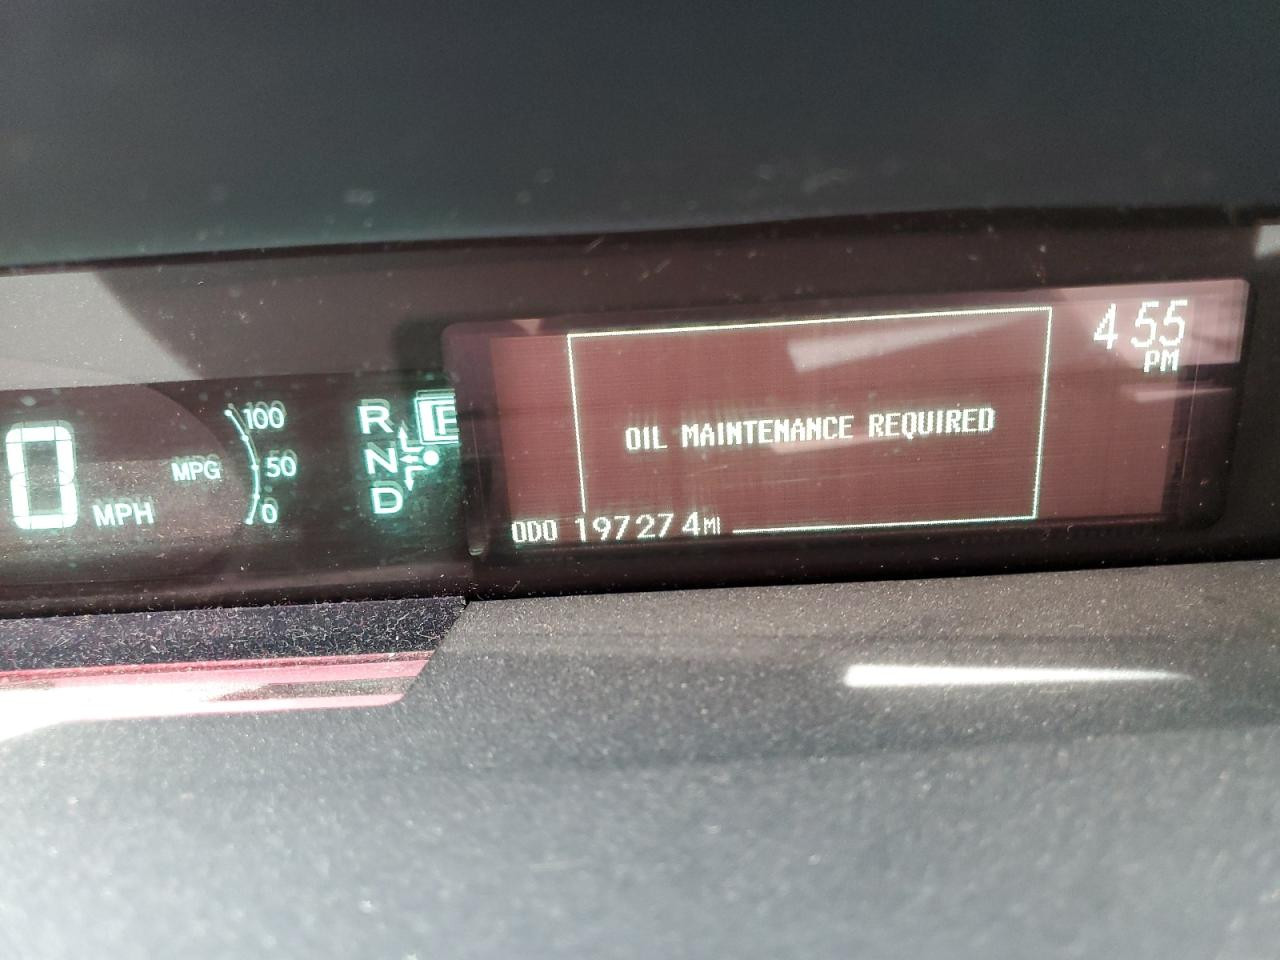 0 MPH
MPG
100
50
0
R
N
D
P
OIL MAINTENANCE REQUIRED
4 55
PM
ODO 197274MI